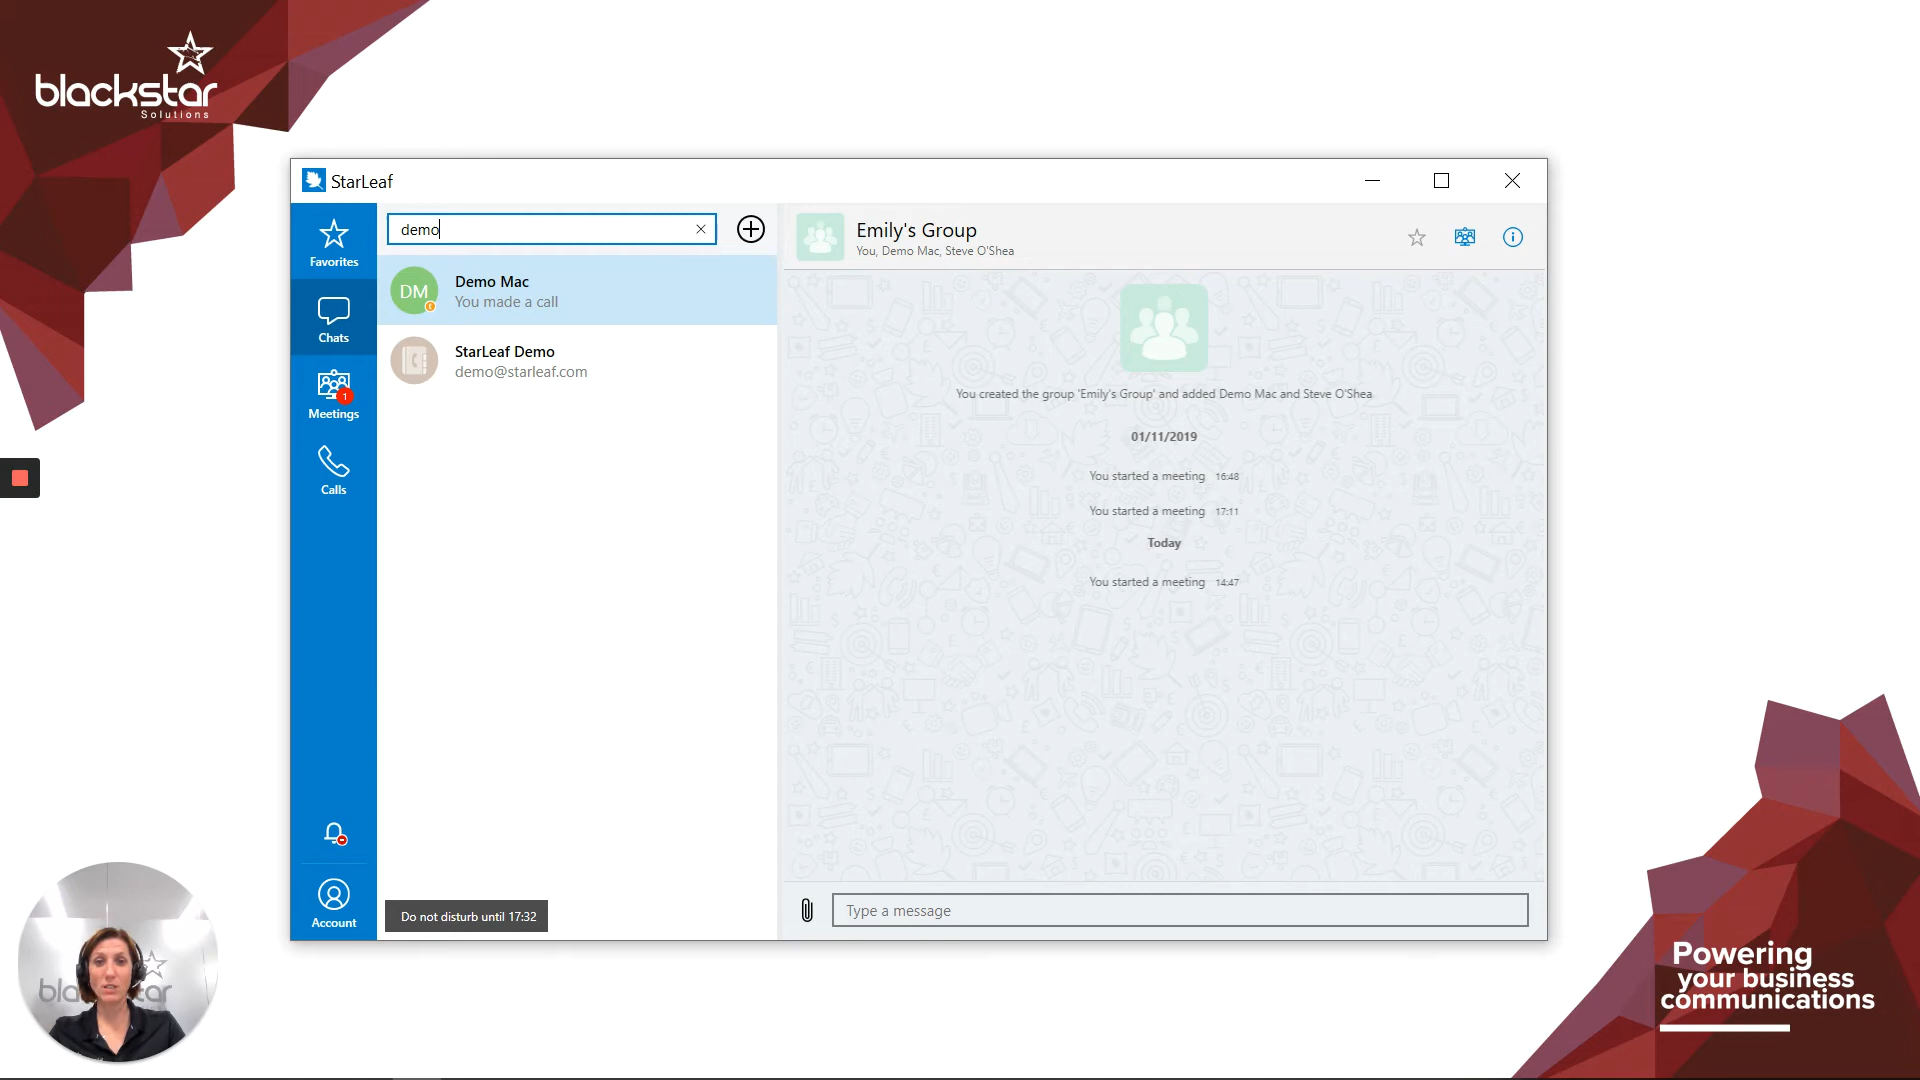 blackstar
Solutions
StarLeaf
Favorites
Chats
1
Meetings
Calls
Account
demo
DM
Demo Mac
You made a call
StarLeaf Demo
demo@starleaf.com
Do not disturb until 17:32
Emily's Group
You, Demo Mac, Steve O'Shea
You created the group 'Emily's Group' and added Demo Mac and Steve O'Shea
01/11/2019
You started a meeting 16:48
You started a meeting 17:11
Today
You started a meeting 14:47
Type a message
Powering
your business
communications